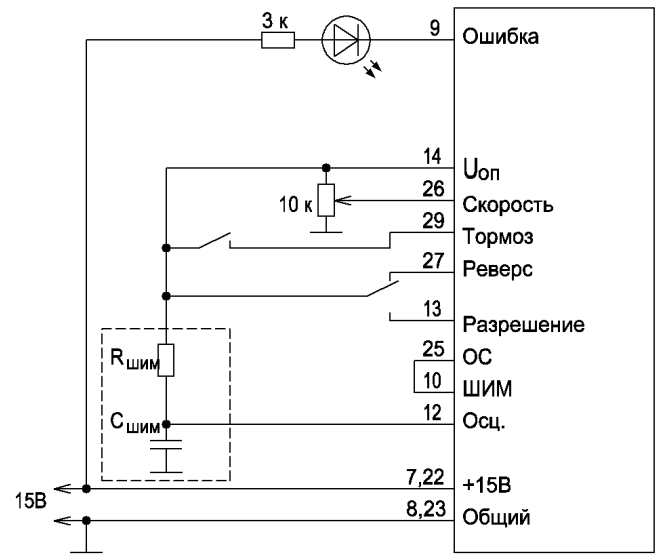 3 к
9
Ошибка
14
Uоп
10 к
26
Скорость
29
Тормоз
27
Реверс
13
Разрешение
Rшим
25
ОС
10
ШИМ
Сшим
12
Осц.
15В
7,22
+15В
8,23
Общий